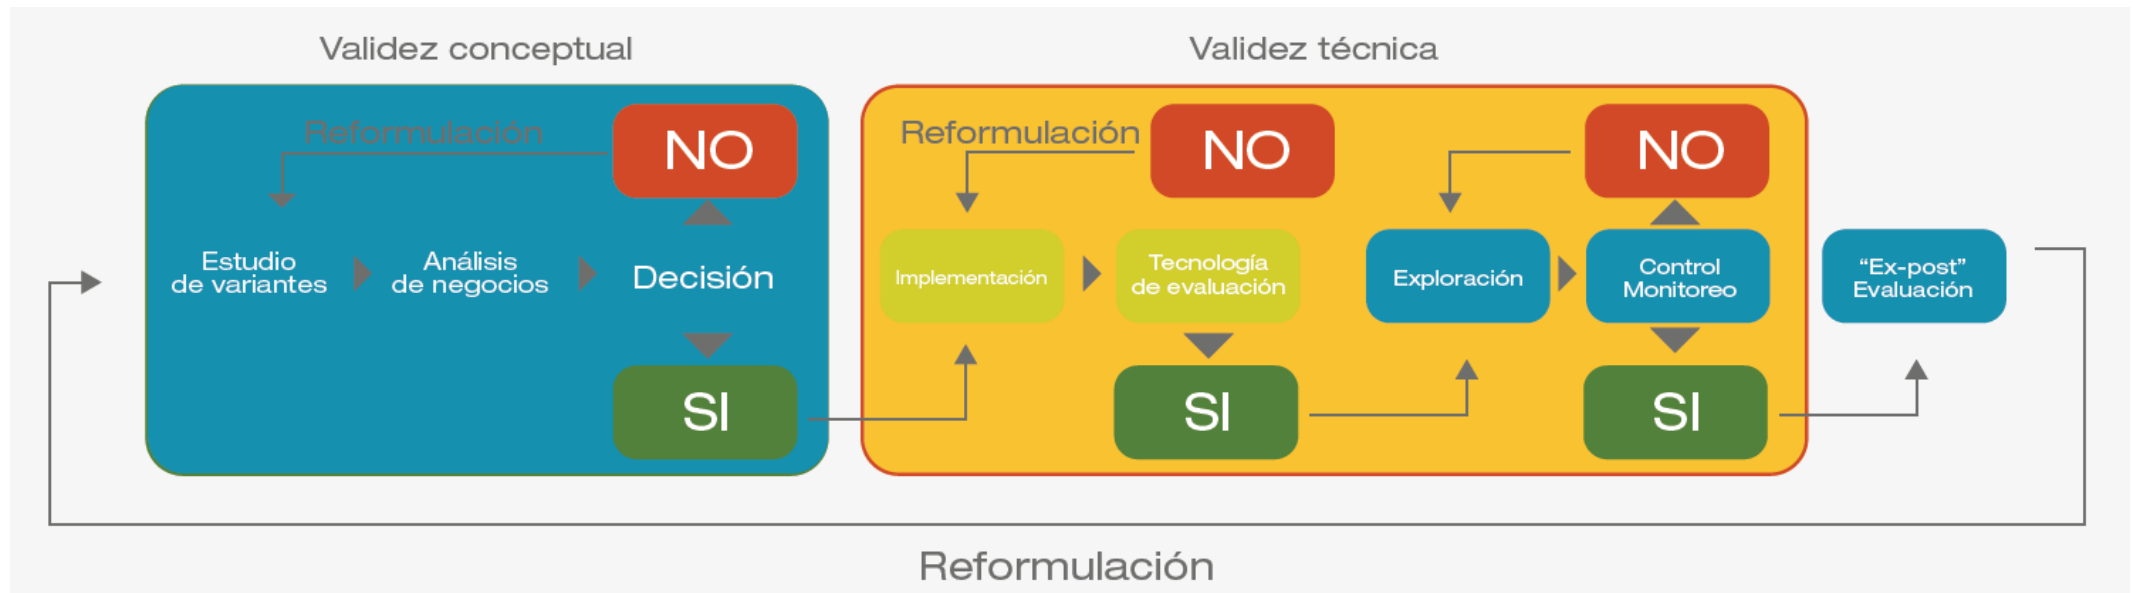 Validez conceptual
Validez técnica
Reformulación
NO
Reformulación
NO
NO
Estudio
de variantes
Análisis
de negocios
Decisión
Implementación
Tecnología
de evaluación
Exploración
Control
Monitoreo
“Ex-post”
Evaluación
SI
SI
SI
Reformulación